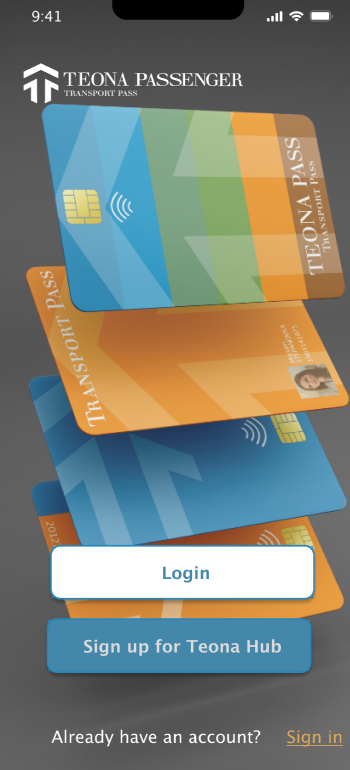 9:41
TEONA PASSENGER
TRANSPORT PASS
TEONA PASS
TRANSPORT PASS
TRANSPORT PASS
2012
Login
Sign up for Teona Hub
Already have an account? Sign in